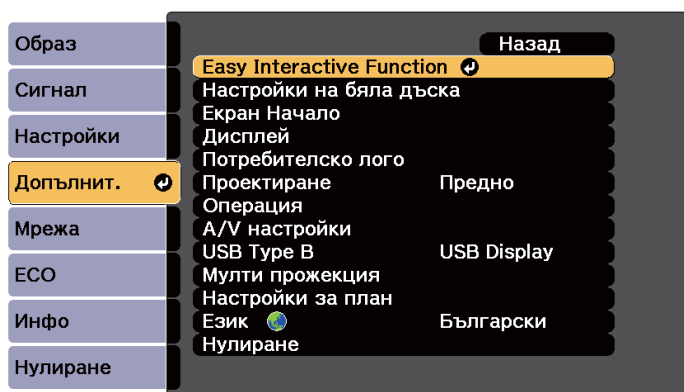 Образ
Сигнал
Настройки
Допълнит.
Мрежа
ECO
Инфо
Нулиране
Назад
Easy Interactive Function
Настройки на бяла дъска
Екран Начало
Дисплей
Потребителско лого
Проектиране Предно
Операция
A/V настройки
USB Type B USB Display
Мулти прожекция
Настройки за план
Език Български
Нулиране